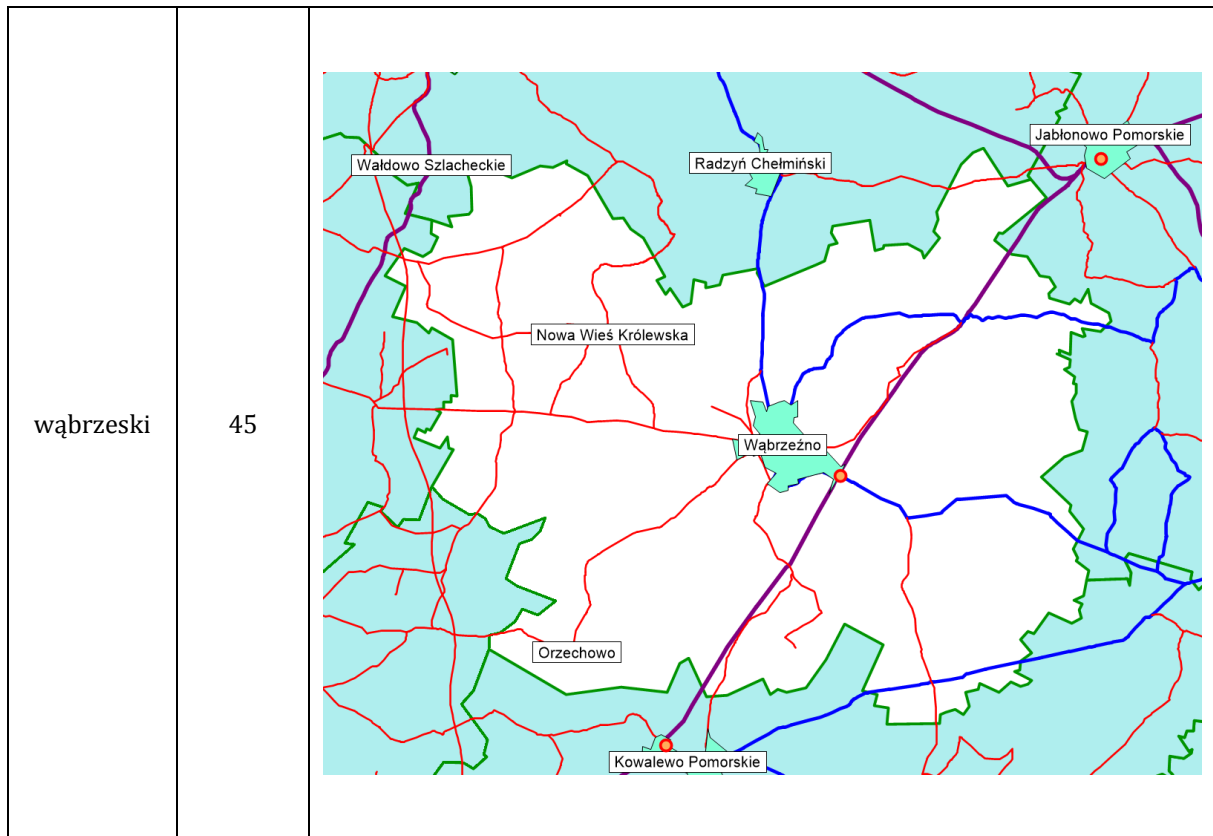 wąbrzeski
45
Jabłonowo Pomorskie
Wałdowo Szlacheckie
Radzyń Chełmiński
Nowa Wieś Królewska
Wąbrzeźno
Orzechowo
Kowalewo Pomorskie